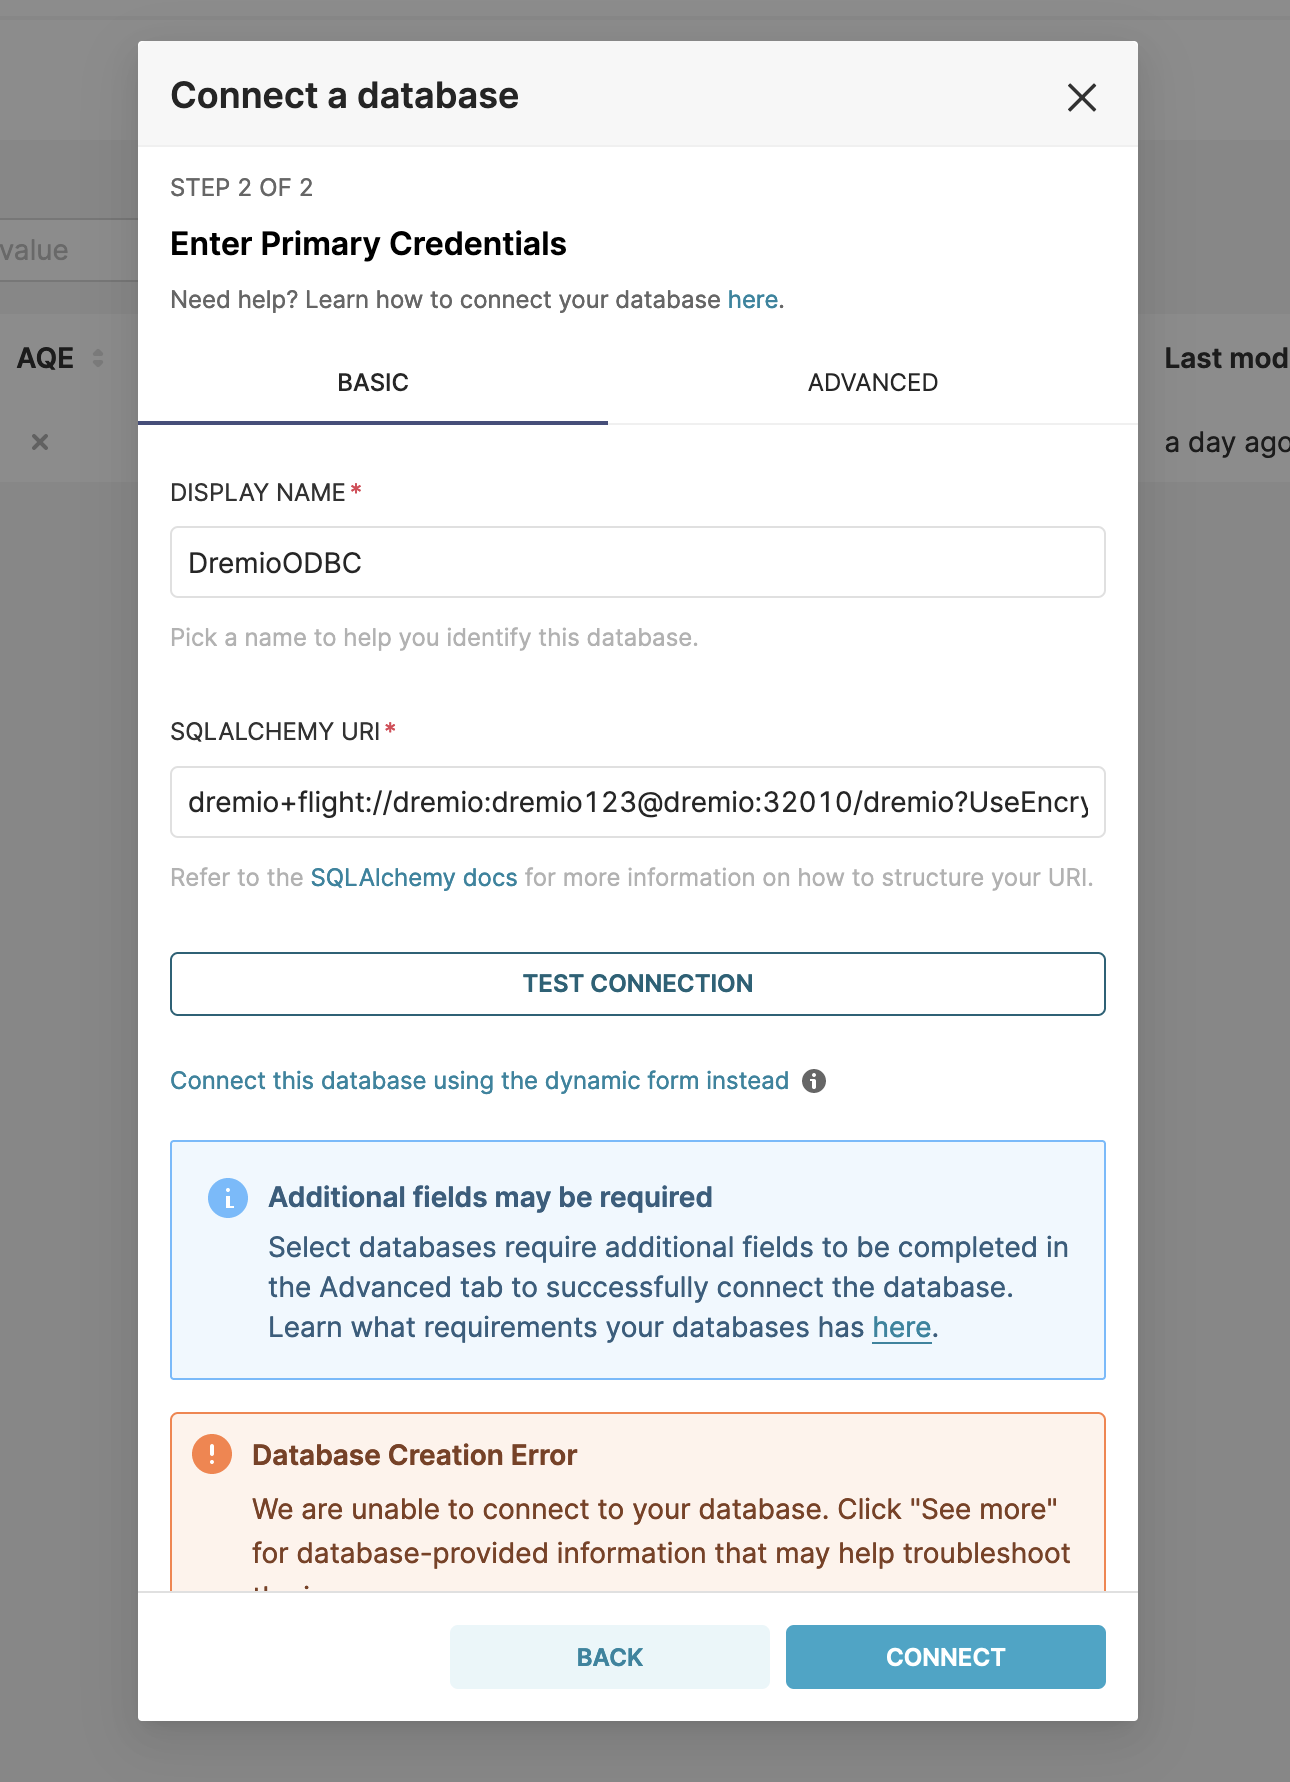 Connect a database
STEP 2 OF 2
Enter Primary Credentials
value
Need help? Learn how to connect your database here.
AQE
Last mod
BASIC
ADVANCED
a day ago
DISPLAY NAME*
DremioODBC
Pick a name to help you identify this database.
SQLALCHEMY URI*
dremio+flight://dremio:dremio123@dremio:32010/dremio?UseEncry
Refer to the SQLAlchemy docs for more information on how to structure your URI.
TEST CONNECTION
Connect this database using the dynamic form instead
Additional fields may be required
Select databases require additional fields to be completed in
the Advanced tab to successfully connect the database.
Learn what requirements your databases has here.
Database Creation Error
We are unable to connect to your database. Click "See more"
for database-provided information that may help troubleshoot
BACK
CONNECT